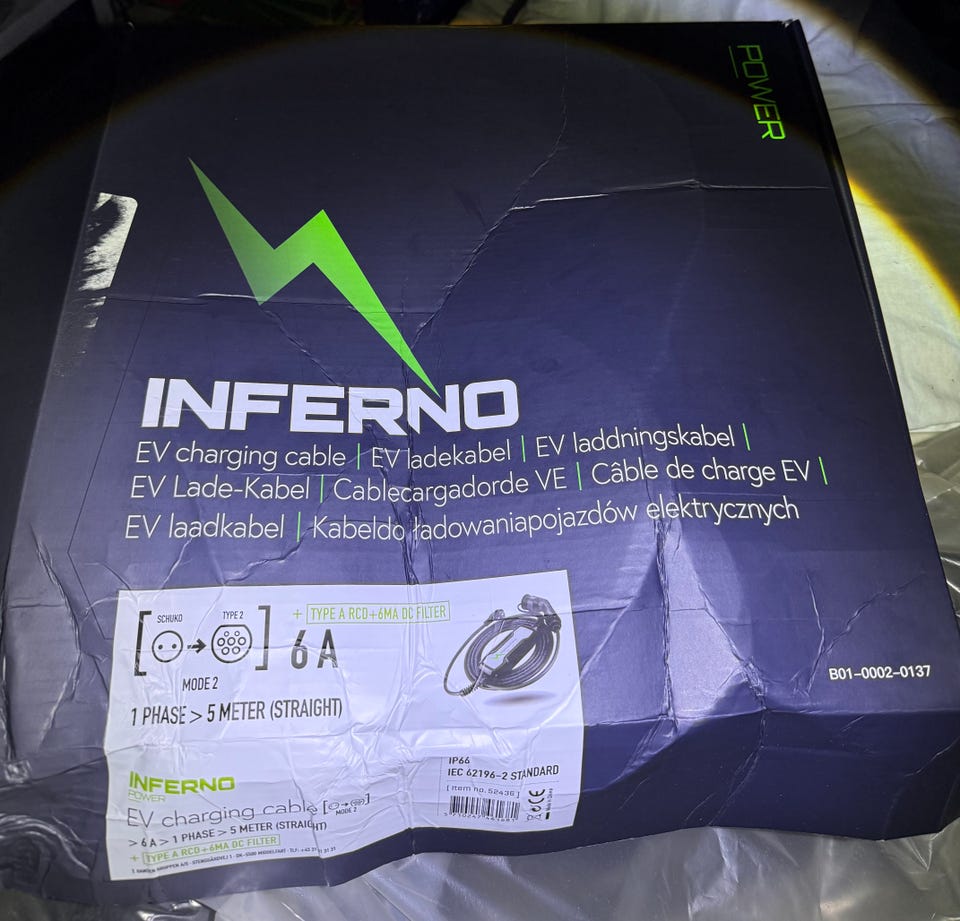 POWER
INFERNO
EV charging cable | EV ladekabel | EV laddningskabel |
EV Lade-Kabel | Cablecargadorde VE | Câble de charge EV |
EV laadkabel | Kabeldo ładowaniapojazdów elektrycznych
SCHUKO TYPE 2
+ TYPE A RCD+6MA DC FILTER
6 A
MODE 2
1 PHASE > 5 METER (STRAIGHT)
B01-0002-0137
IP66
IEC 62196-2 STANDARD
[ item no. 52436 ]
CE
INFERNO
POWER
EV charging cable
MODE 2
> 6 A > 1 PHASE > 5 METER (STRAIGHT)
+ TYPE A RCD+6MA DC FILTER